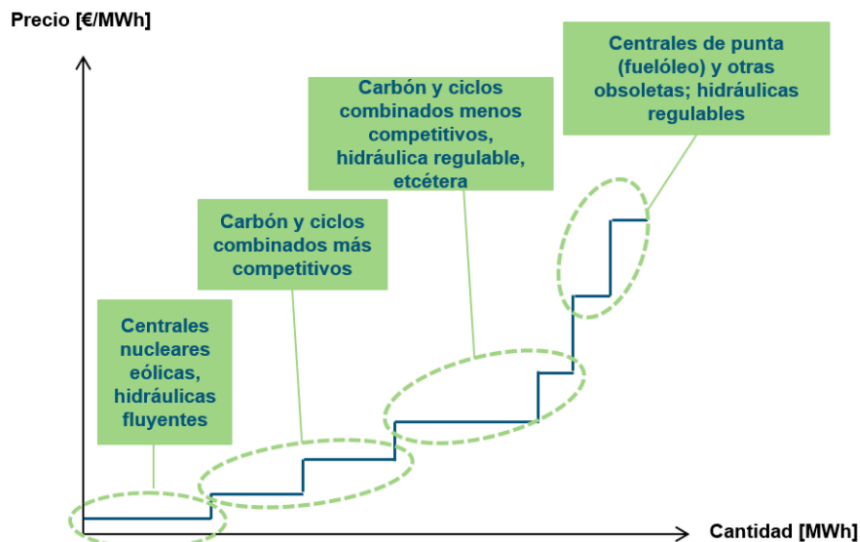 Precio [€/MWh]
Centrales de punta
(fuelóleo) y otras
obsoletas; hidráulicas
regulables
Carbón y ciclos
combinados menos
competitivos,
hidráulica regulable,
etcétera
Carbón y ciclos
combinados más
competitivos
Centrales
nucleares
eólicas,
hidráulicas
fluyentes
Cantidad [MWh]